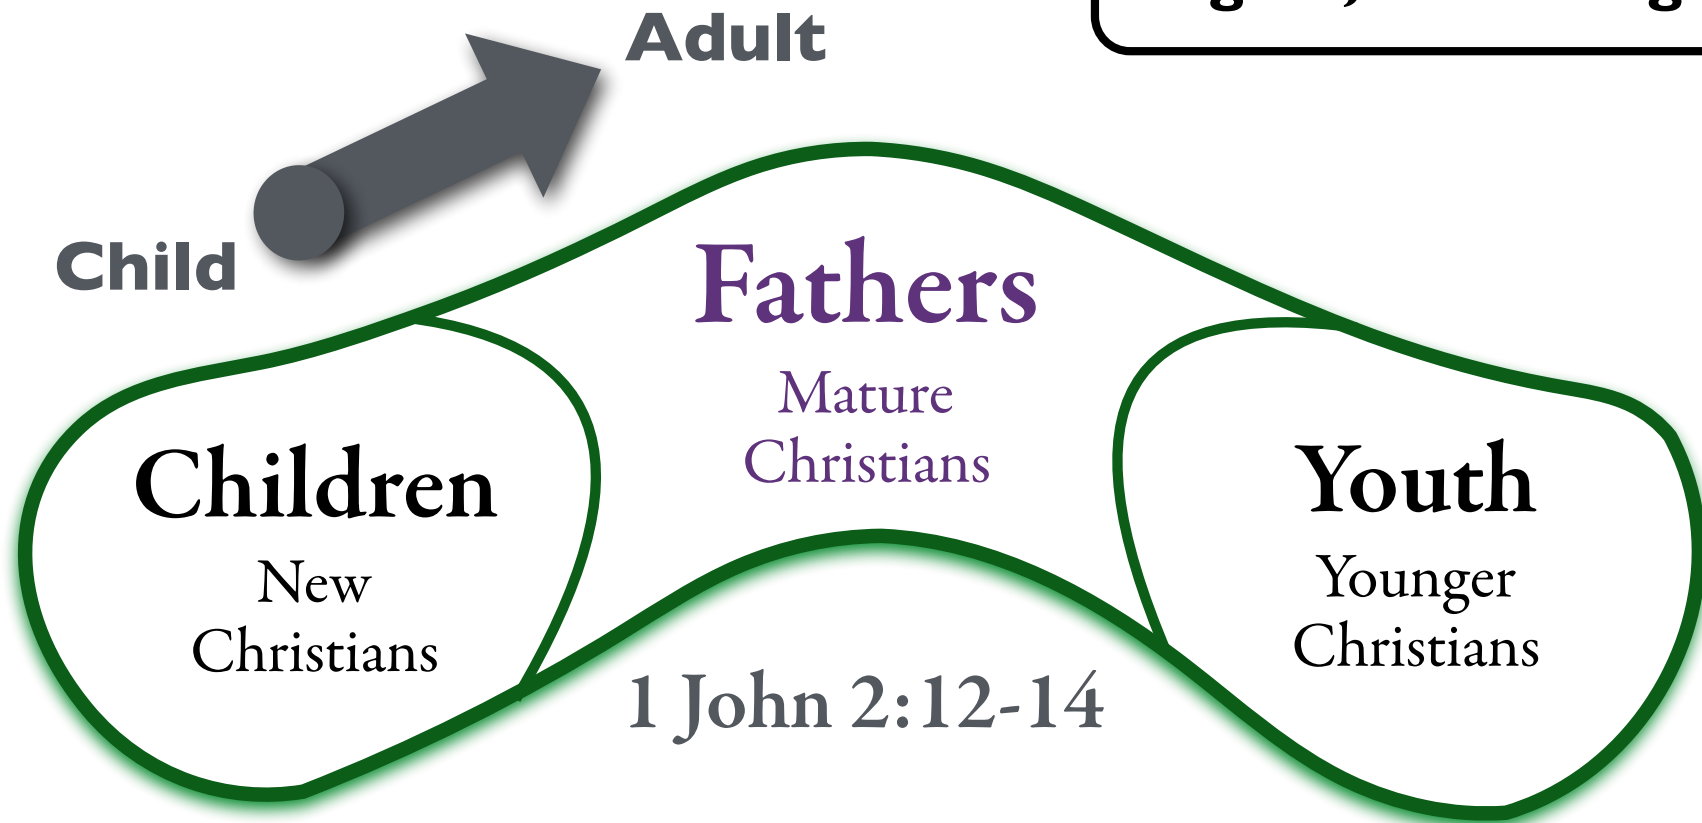 Adult
Child
Fathers
Mature
Christians
Children
New
Christians
Youth
Younger
Christians
1 John 2:12-14